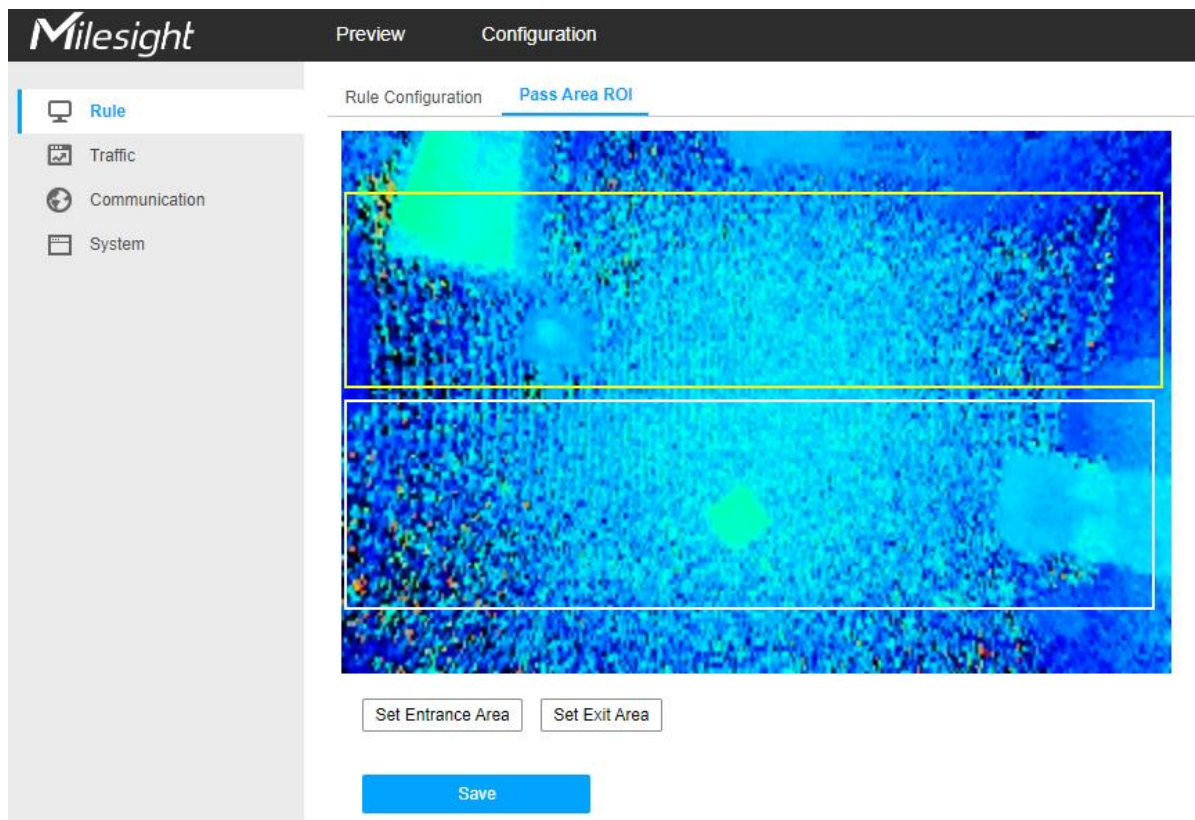 Milesight
Preview Configuration
Rule
Traffic
Communication
System
Rule Configuration Pass Area ROI
Set Entrance Area Set Exit Area
Save